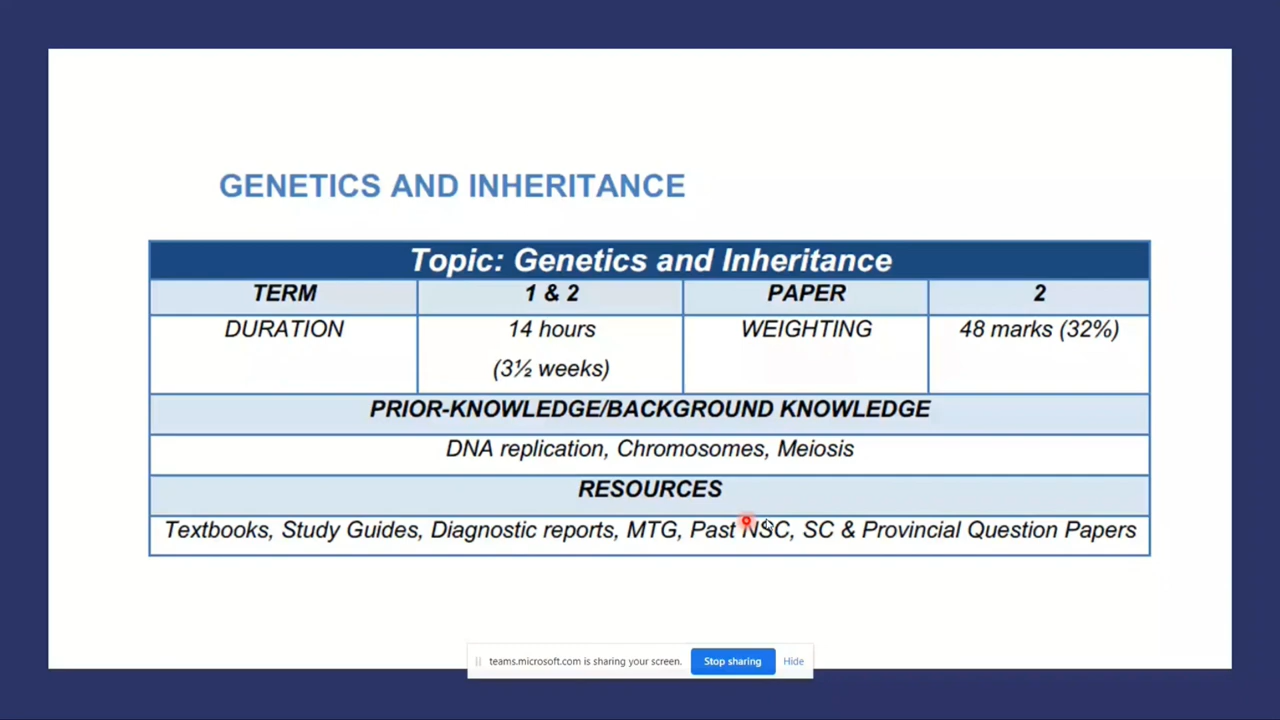 GENETICS AND INHERITANCE
Topic: Genetics and Inheritance
TERM 1 & 2 PAPER 2
DURATION 14 hours WEIGHTING 48 marks (32%)
(3½ weeks)
PRIOR-KNOWLEDGE/BACKGROUND KNOWLEDGE
DNA replication, Chromosomes, Meiosis
RESOURCES
Textbooks, Study Guides, Diagnostic reports, MTG, Past NSC, SC & Provincial Question Papers
teams.microsoft.com is sharing your screen. Stop sharing Hide